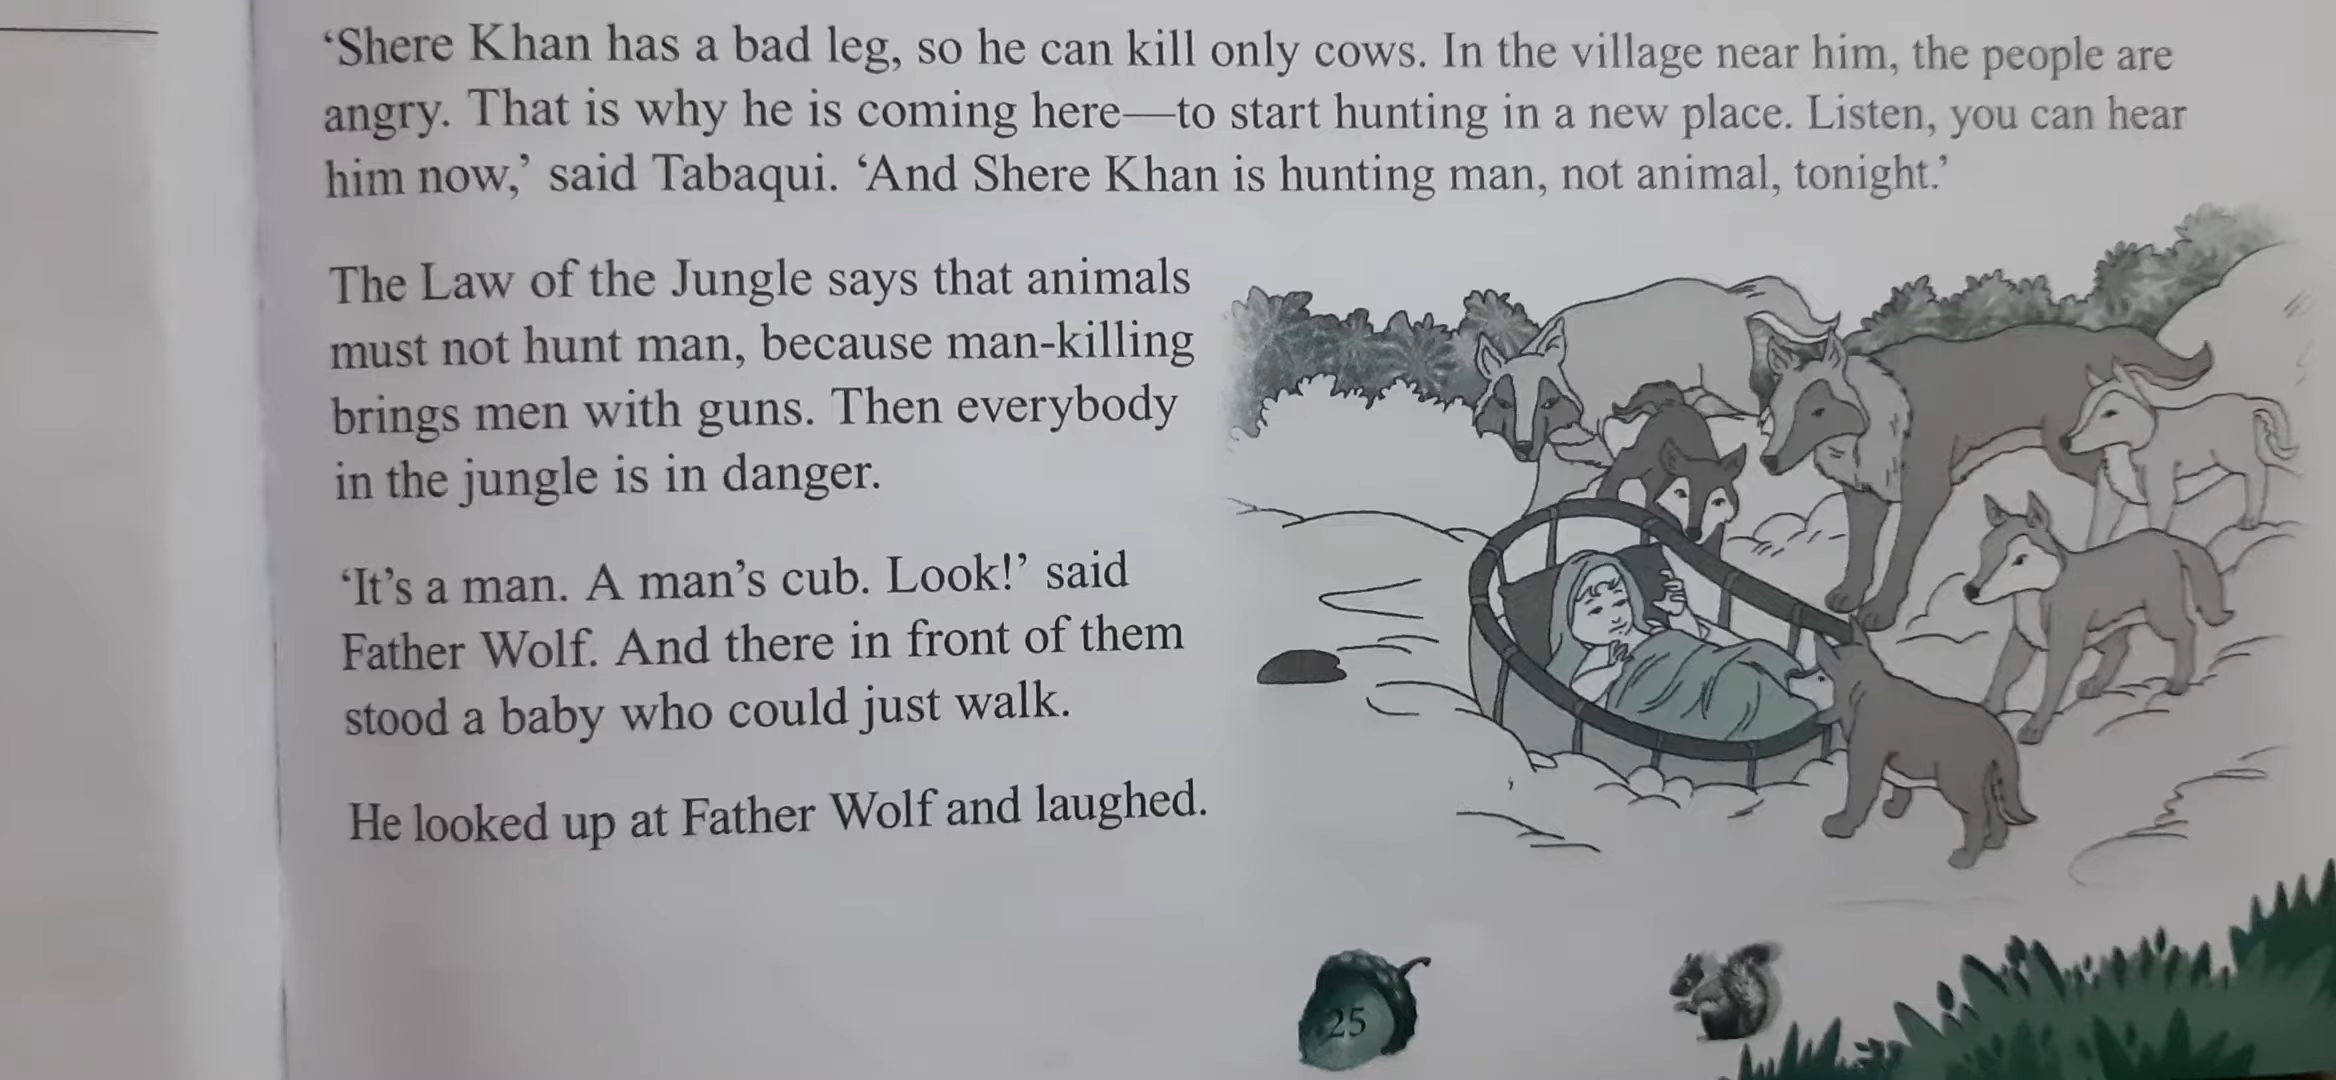 ‘Shere Khan has a bad leg, so he can kill only cows. In the village near him, the people are
angry. That is why he is coming here—to start hunting in a new place. Listen, you can hear
him now,’ said Tabaqui. ‘And Shere Khan is hunting man, not animal, tonight.’
The Law of the Jungle says that animals
must not hunt man, because man-killing
brings men with guns. Then everybody
in the jungle is in danger.
‘It’s a man. A man’s cub. Look!’ said
Father Wolf. And there in front of them
stood a baby who could just walk.
He looked up at Father Wolf and laughed.
25